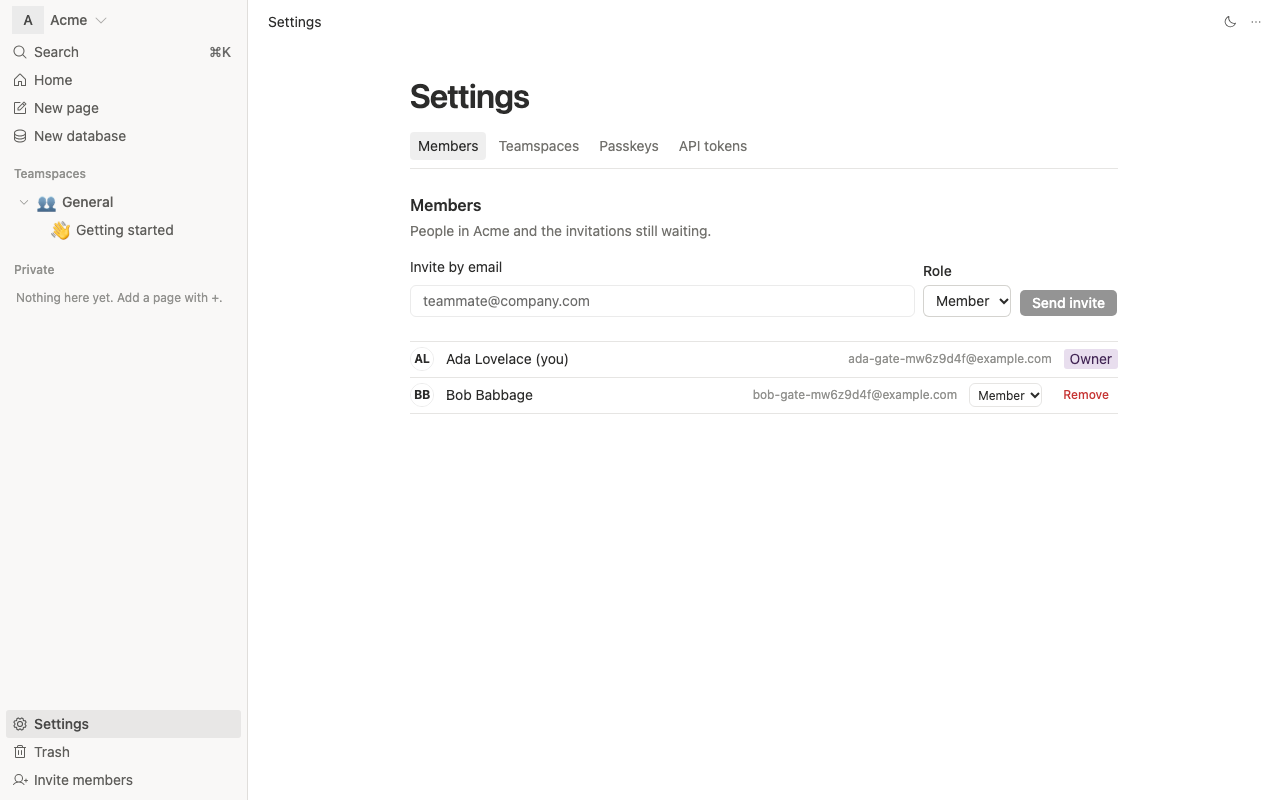 A Acme
Search ⌘K
Home
New page
New database
Teamspaces
General
Getting started
Private
Nothing here yet. Add a page with +.
Settings
Trash
Invite members
Settings
Settings
Members Teamspaces Passkeys API tokens
Members
People in Acme and the invitations still waiting.
Invite by email
Role
teammate@company.com Member Send invite
AL Ada Lovelace (you) ada-gate-mw6z9d4f@example.com Owner
BB Bob Babbage bob-gate-mw6z9d4f@example.com Member Remove